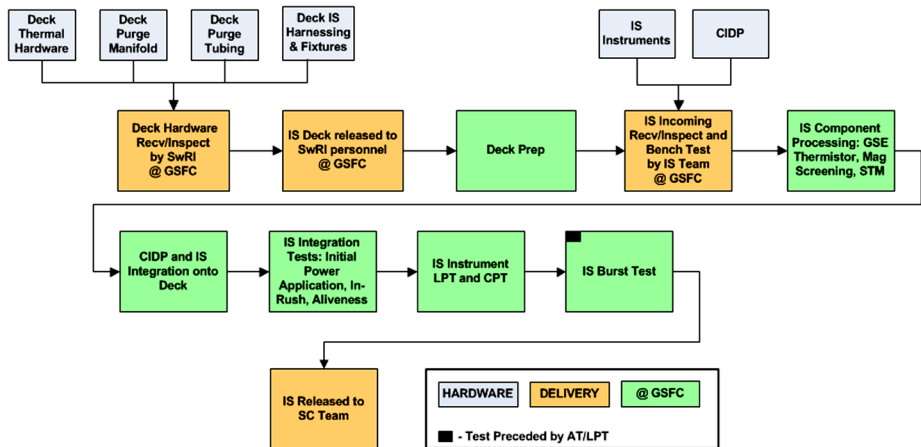 Deck
Thermal
Hardware
Deck
Purge
Manifold
Deck
Purge
Tubing
Deck IS
Harnessing
& Fixtures
IS
Instruments
CIDP
Deck Hardware
Recv/Inspect
by SwRI
@ GSFC
IS Deck released to
SwRI personnel
@ GSFC
Deck Prep
IS Incoming
Recv/Inspect and
Bench Test
by IS Team
@ GSFC
IS Component
Processing: GSE
Thermistor, Mag
Screening, STM
CIDP and IS
Integration onto
Deck
IS Integration
Tests: Initial
Power
Application, In-
Rush, Aliveness
IS Instrument
LPT and CPT
IS Burst Test
IS Released to
SC Team
HARDWARE
DELIVERY
@ GSFC
- Test Preceded by AT/LPT